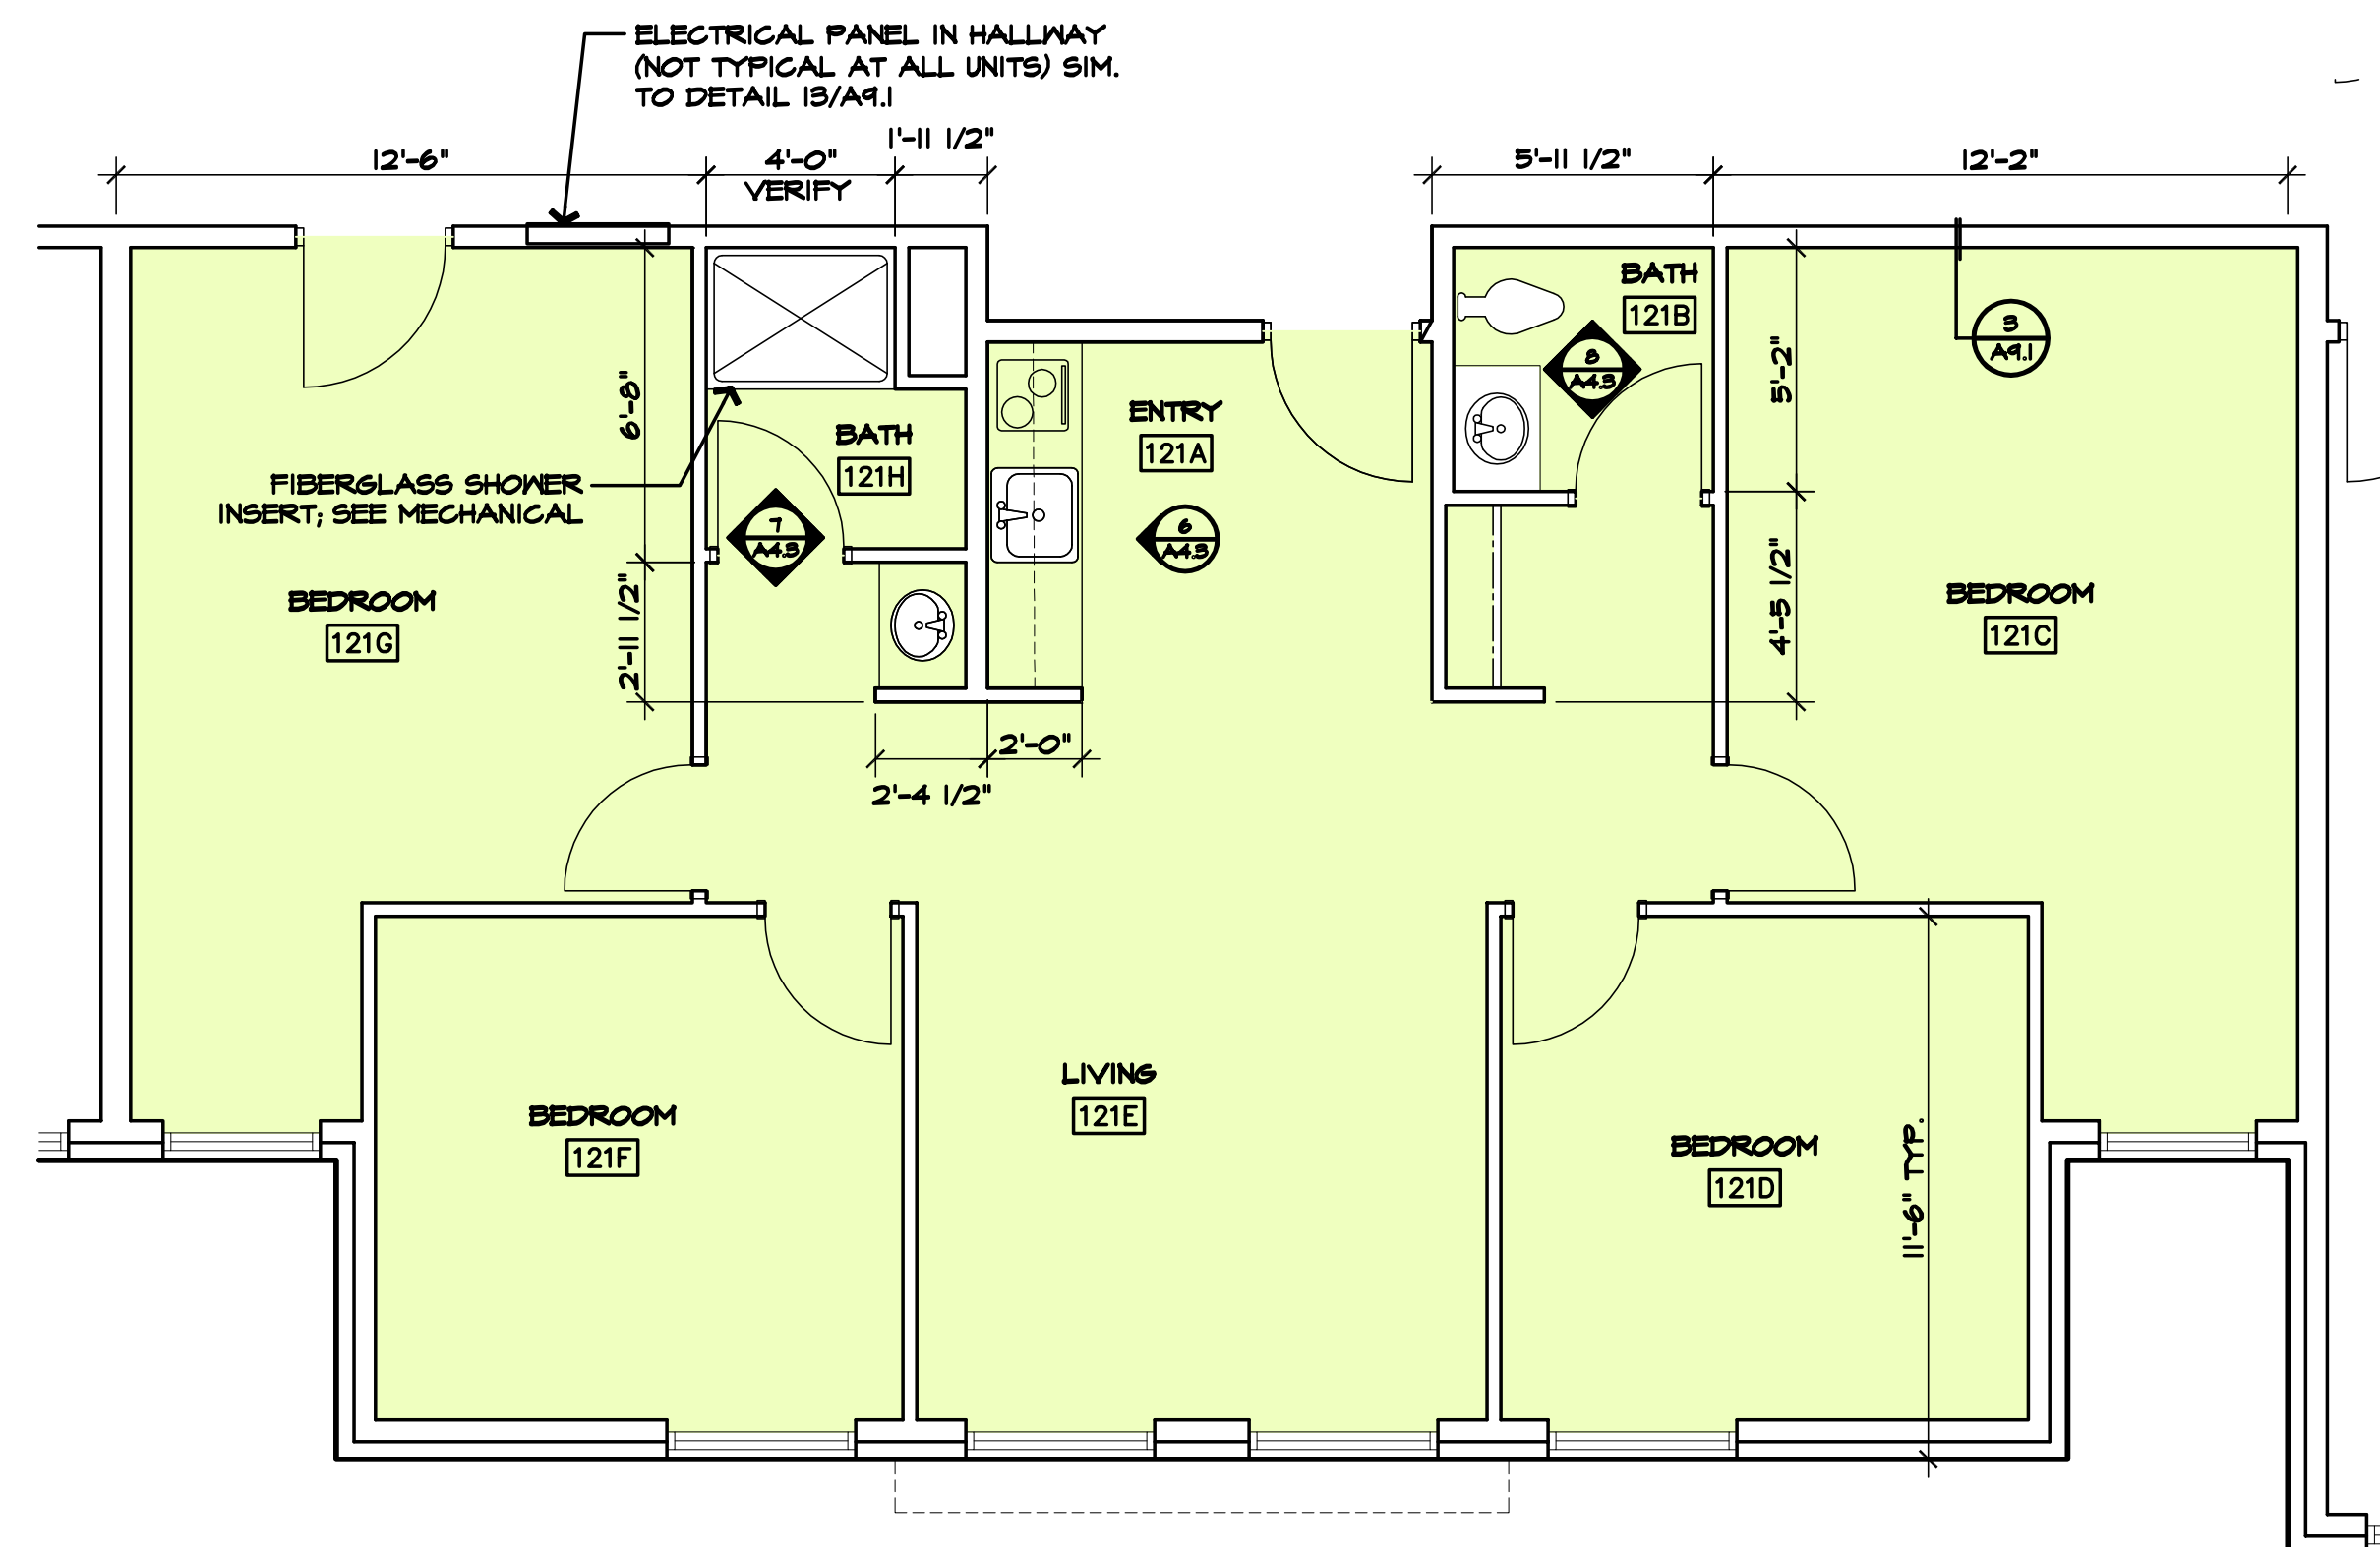 ELECTRICAL PANEL IN HALLWAY
(NOT TYPICAL AT ALL UNITS) SIM.
TO DETAIL 13/A9.1
12'-6"
4'-0"
VERIFY
1'-11 1/2"
5'-11 1/2"
12'-2"
BATH
121B
3
A9.1
8
A4.3
5'-2"
6'-8"
ENTRY
121A
BATH
121H
FIBERGLASS SHOWER
INSERT; SEE MECHANICAL
7
A4.3
6
A4.3
4'-5 1/2"
2'-11 1/2"
BEDROOM
121G
BEDROOM
121C
2'-0"
2'-4 1/2"
LIVING
121E
BEDROOM
121F
BEDROOM
121D
11'-6" TYP.